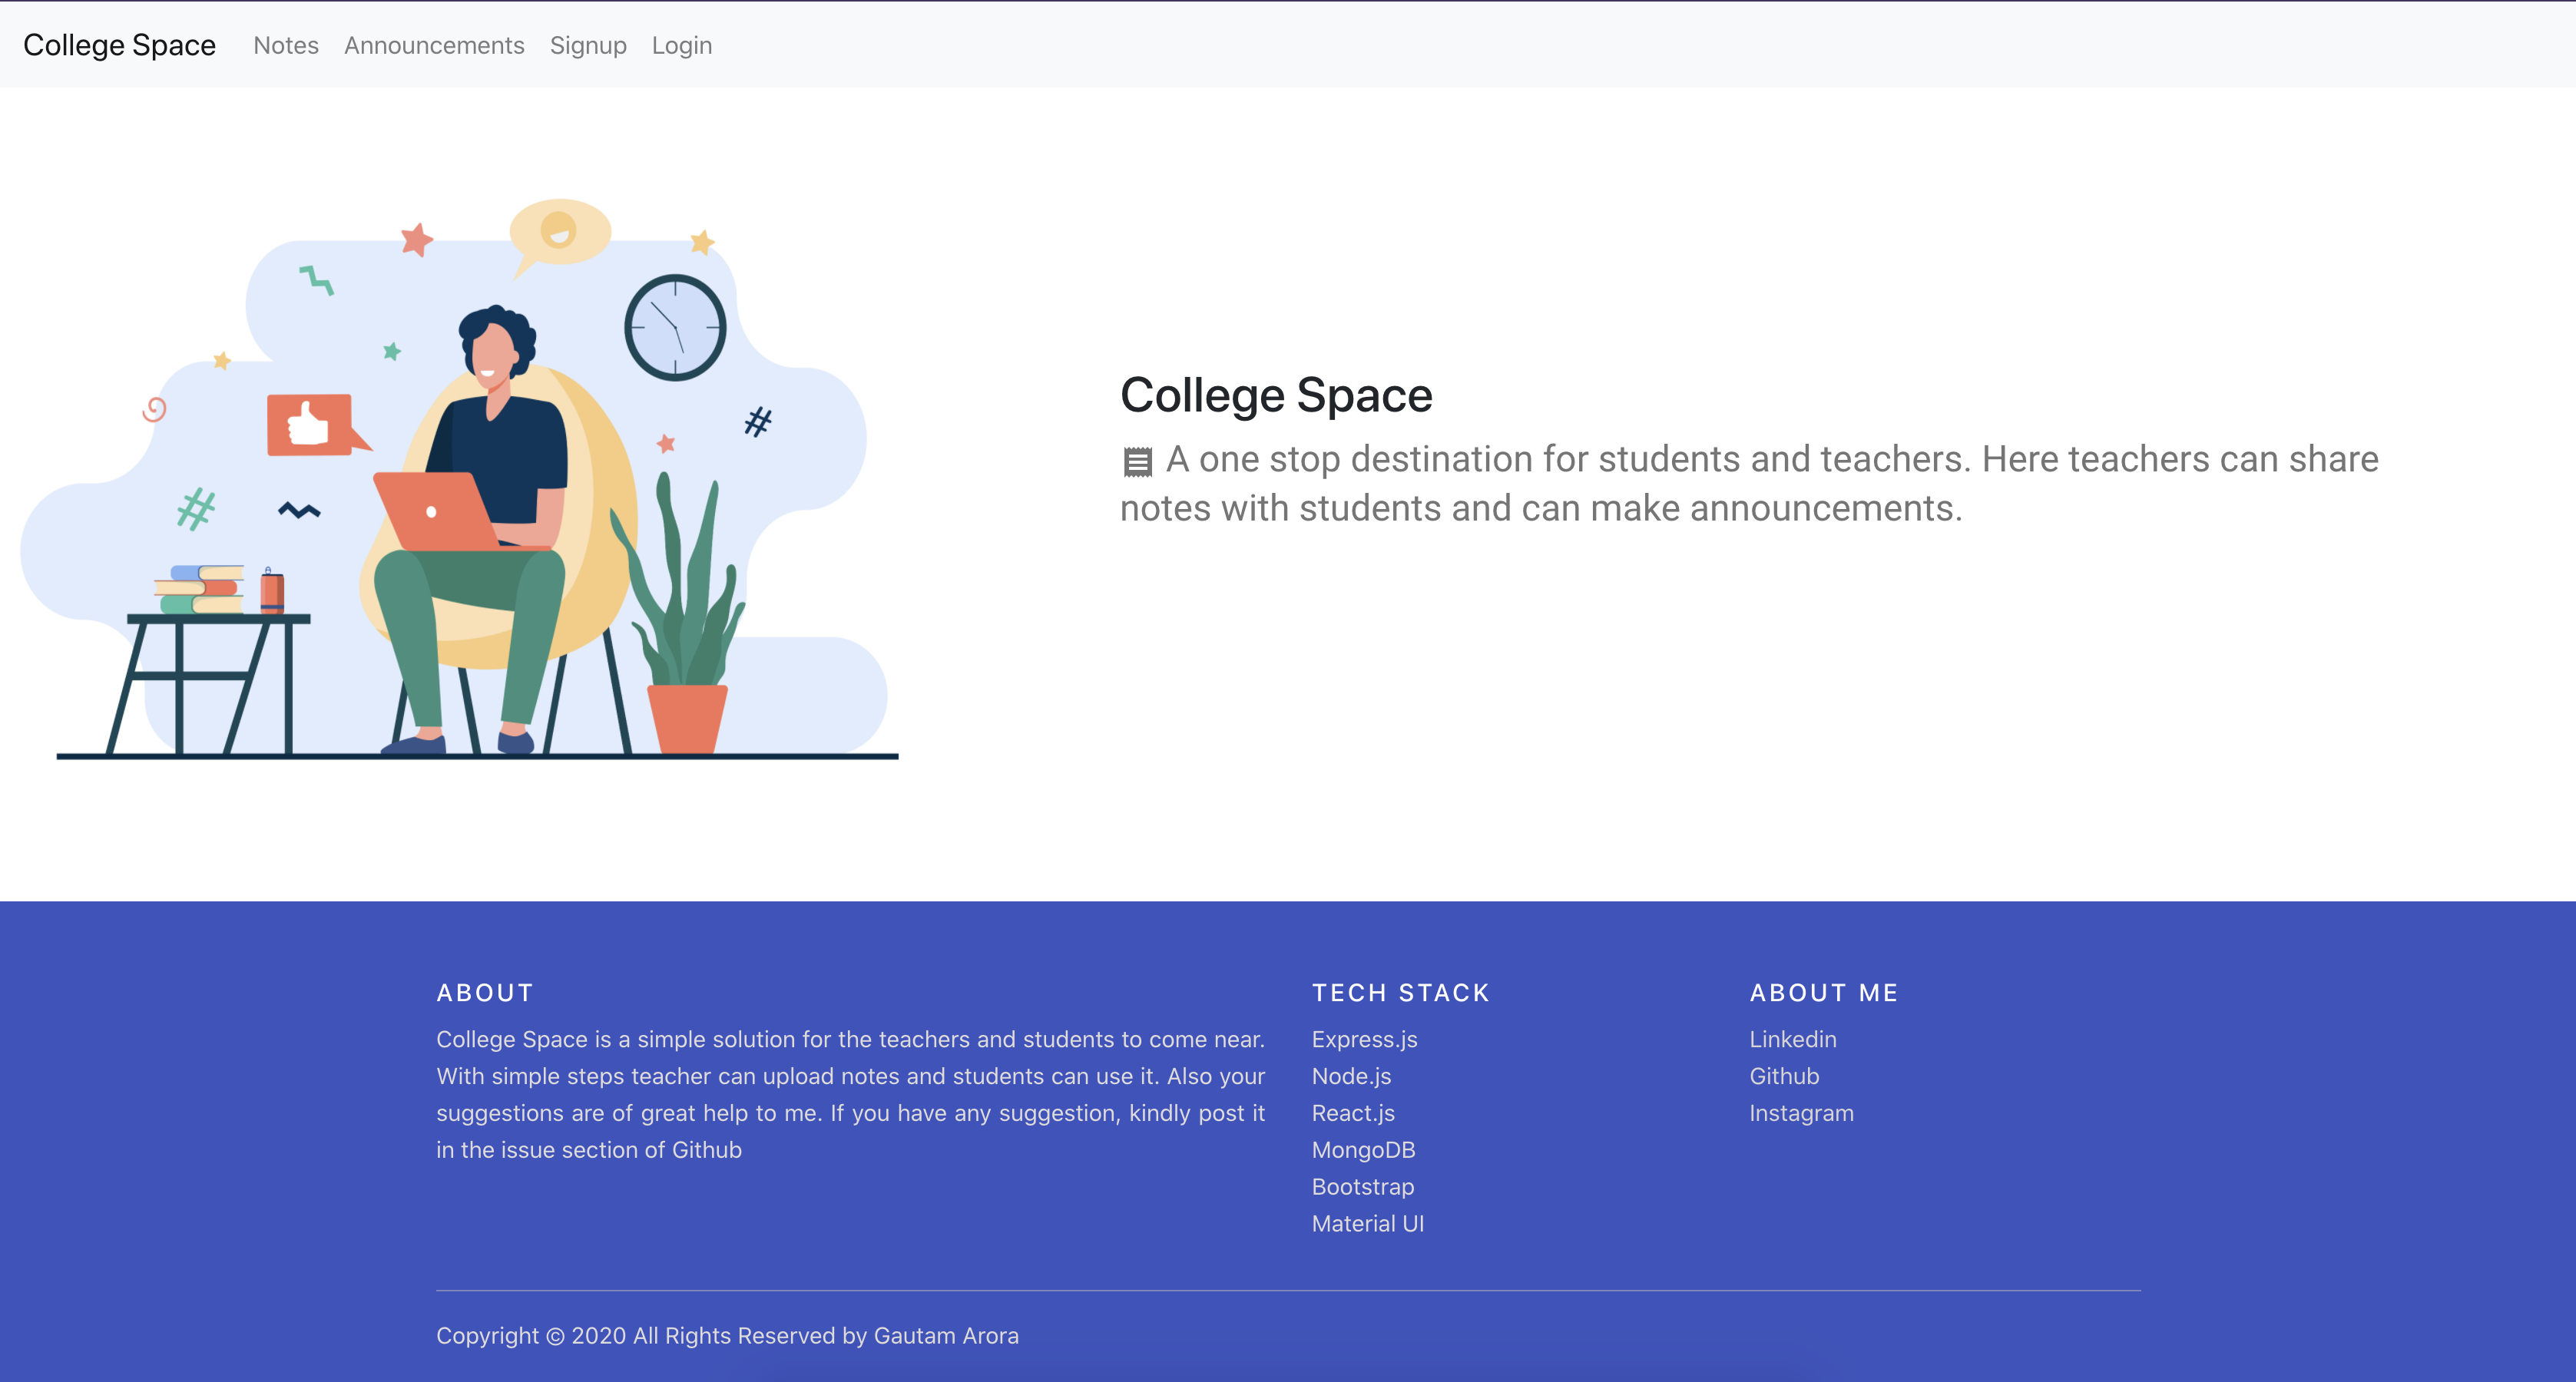 College Space Notes Announcements Signup Login
College Space
A one stop destination for students and teachers. Here teachers can share
notes with students and can make announcements.
ABOUT
College Space is a simple solution for the teachers and students to come near.
With simple steps teacher can upload notes and students can use it. Also your
suggestions are of great help to me. If you have any suggestion, kindly post it
in the issue section of Github
TECH STACK
Express.js
Node.js
React.js
MongoDB
Bootstrap
Material UI
ABOUT ME
Linkedin
Github
Instagram
Copyright © 2020 All Rights Reserved by Gautam Arora